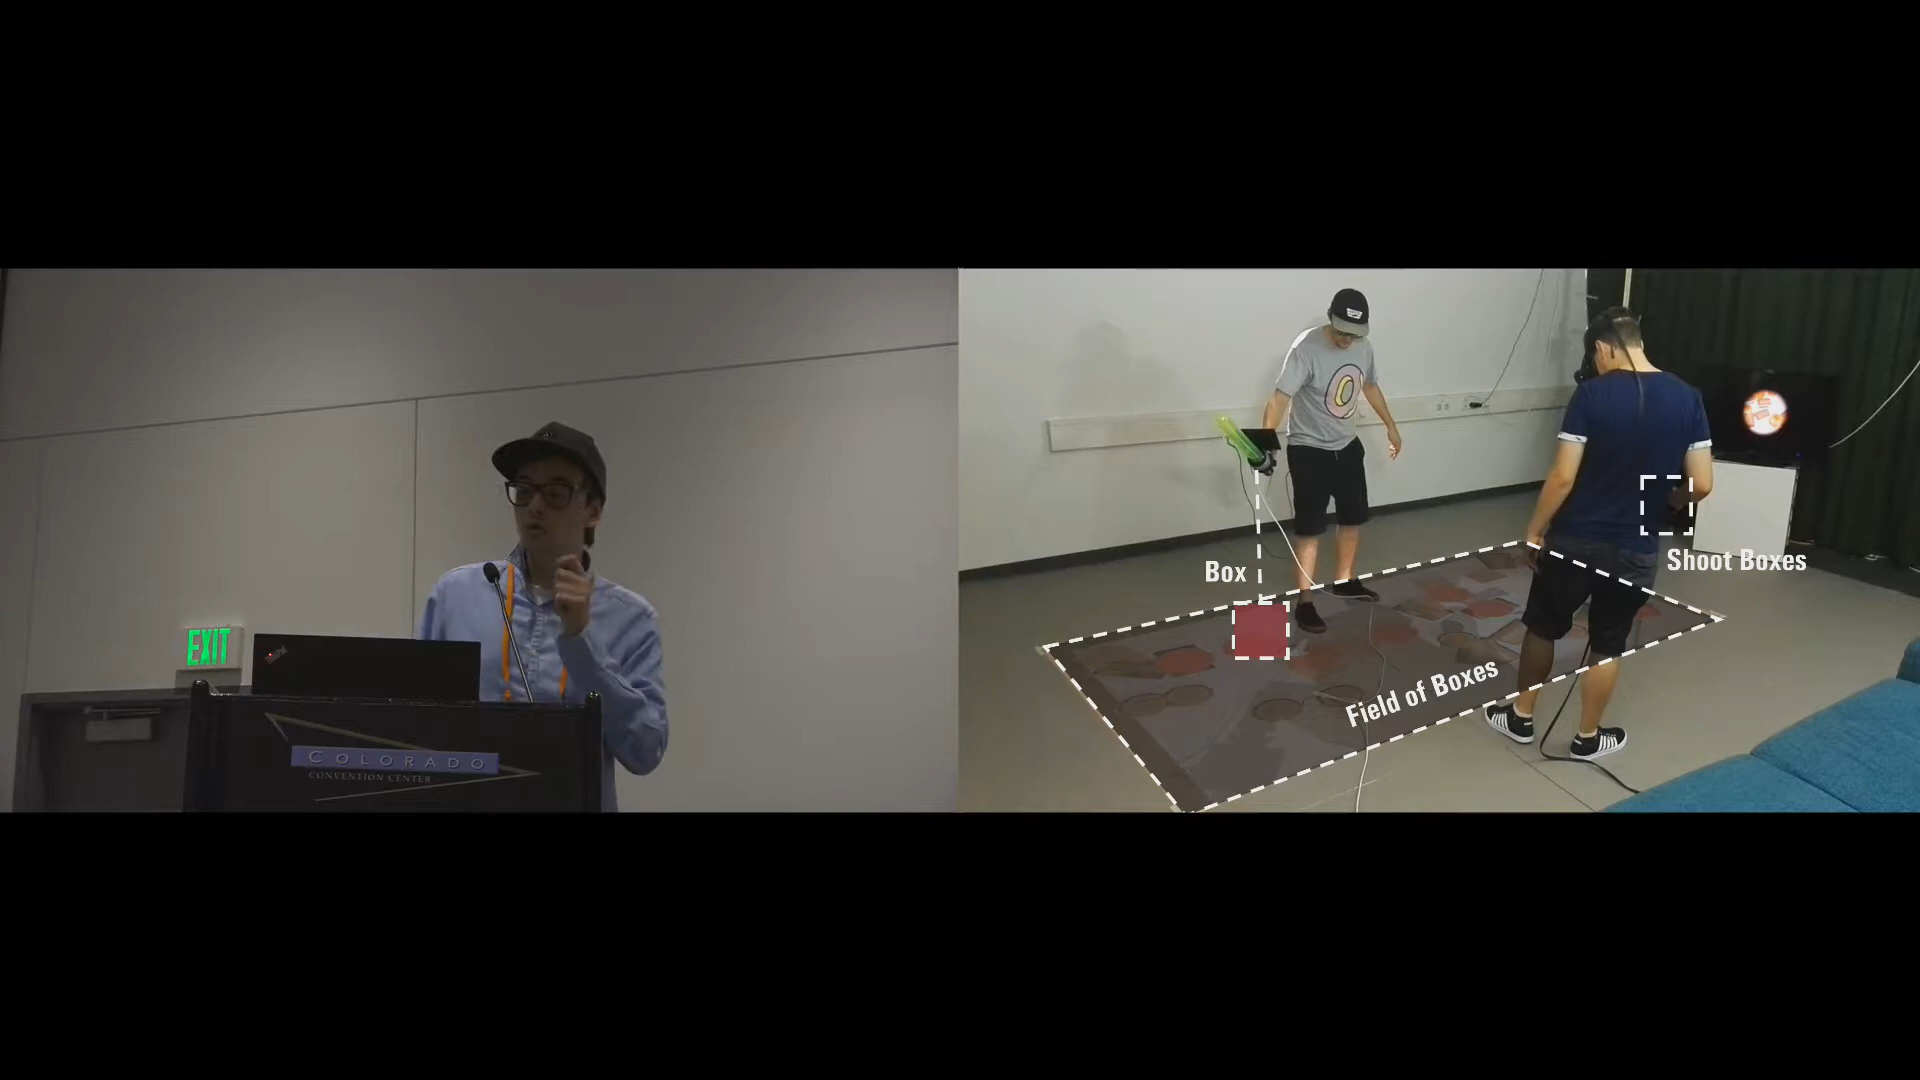 EXIT
COLORADO
CONVENTION CENTER
Box
Shoot Boxes
Field of Boxes